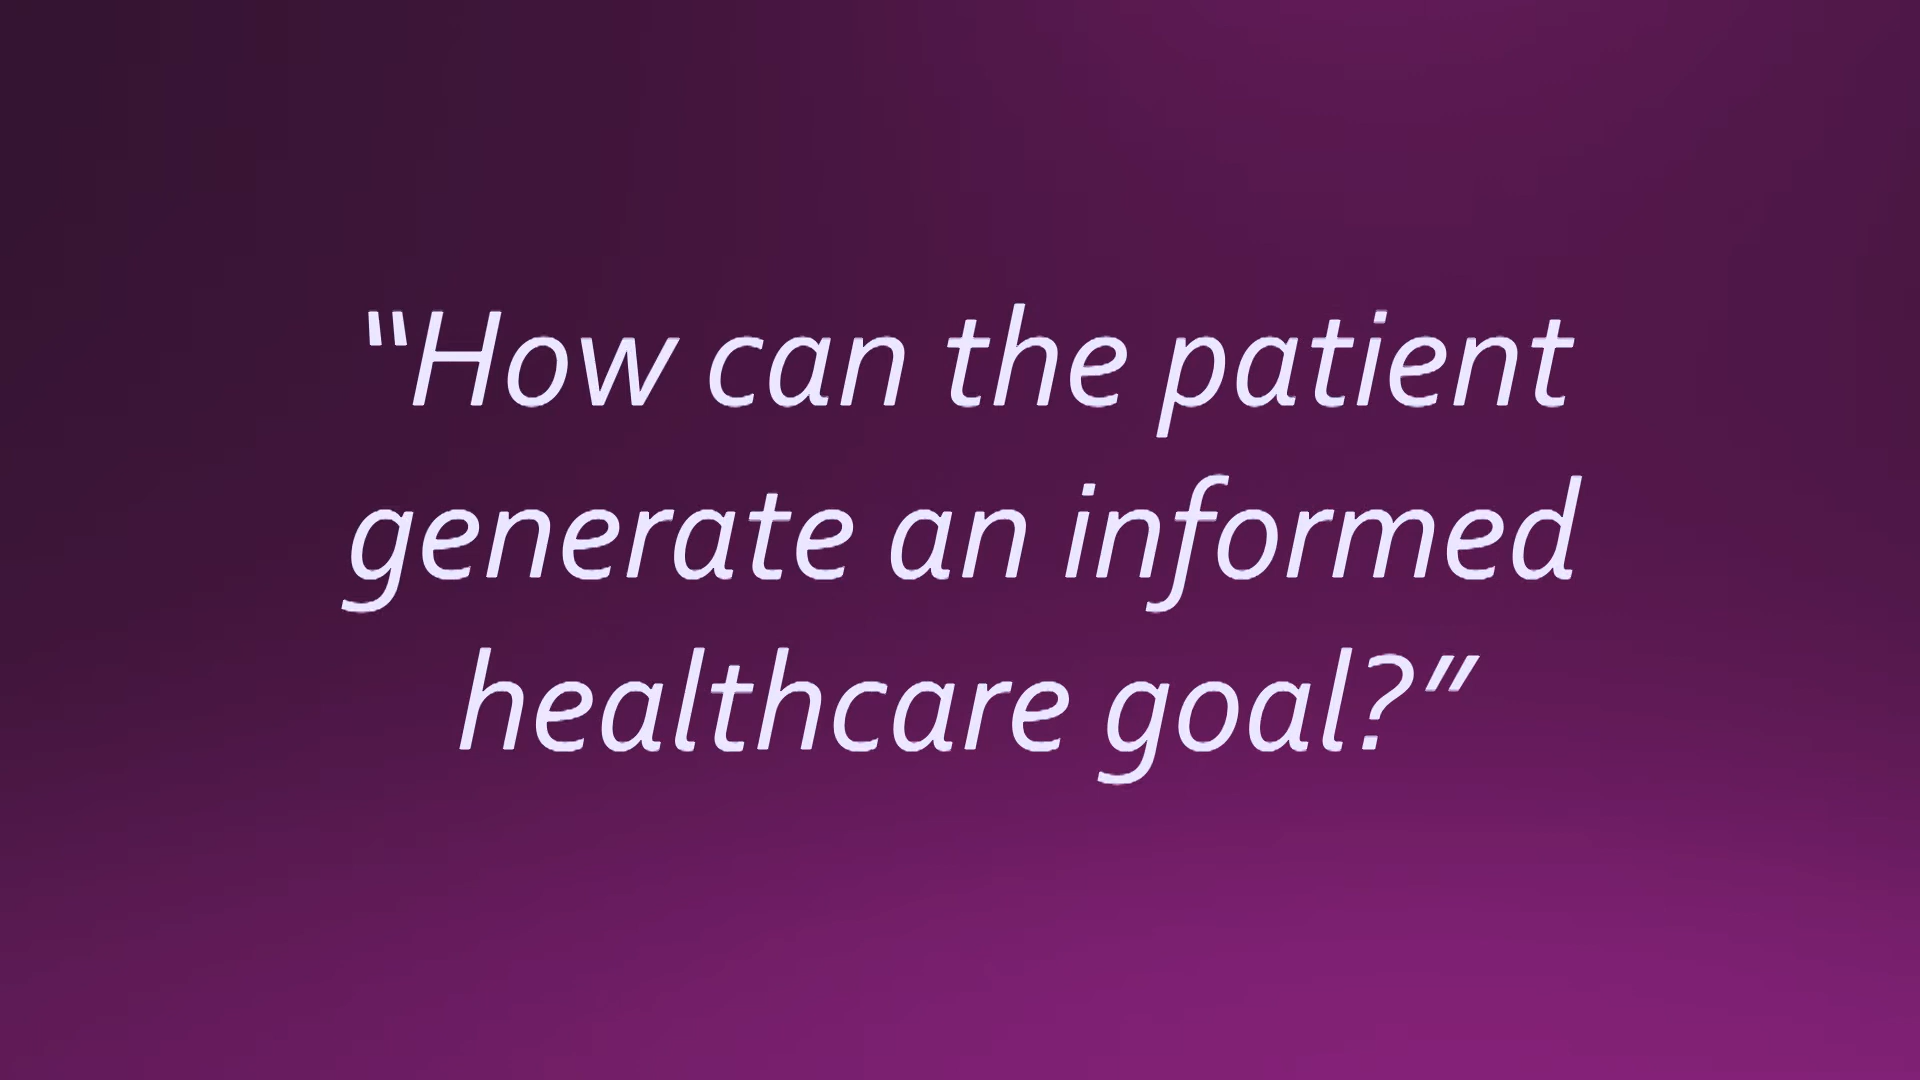 “How can the patient
generate an informed
healthcare goal?”